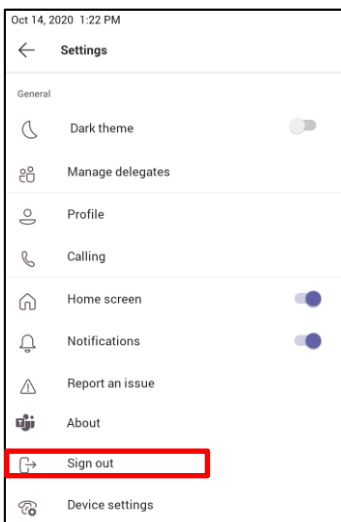 Oct 14, 2020 1:22 PM
Settings
General
Dark theme
Manage delegates
Profile
Calling
Home screen
Notifications
Report an issue
About
Sign out
Device settings